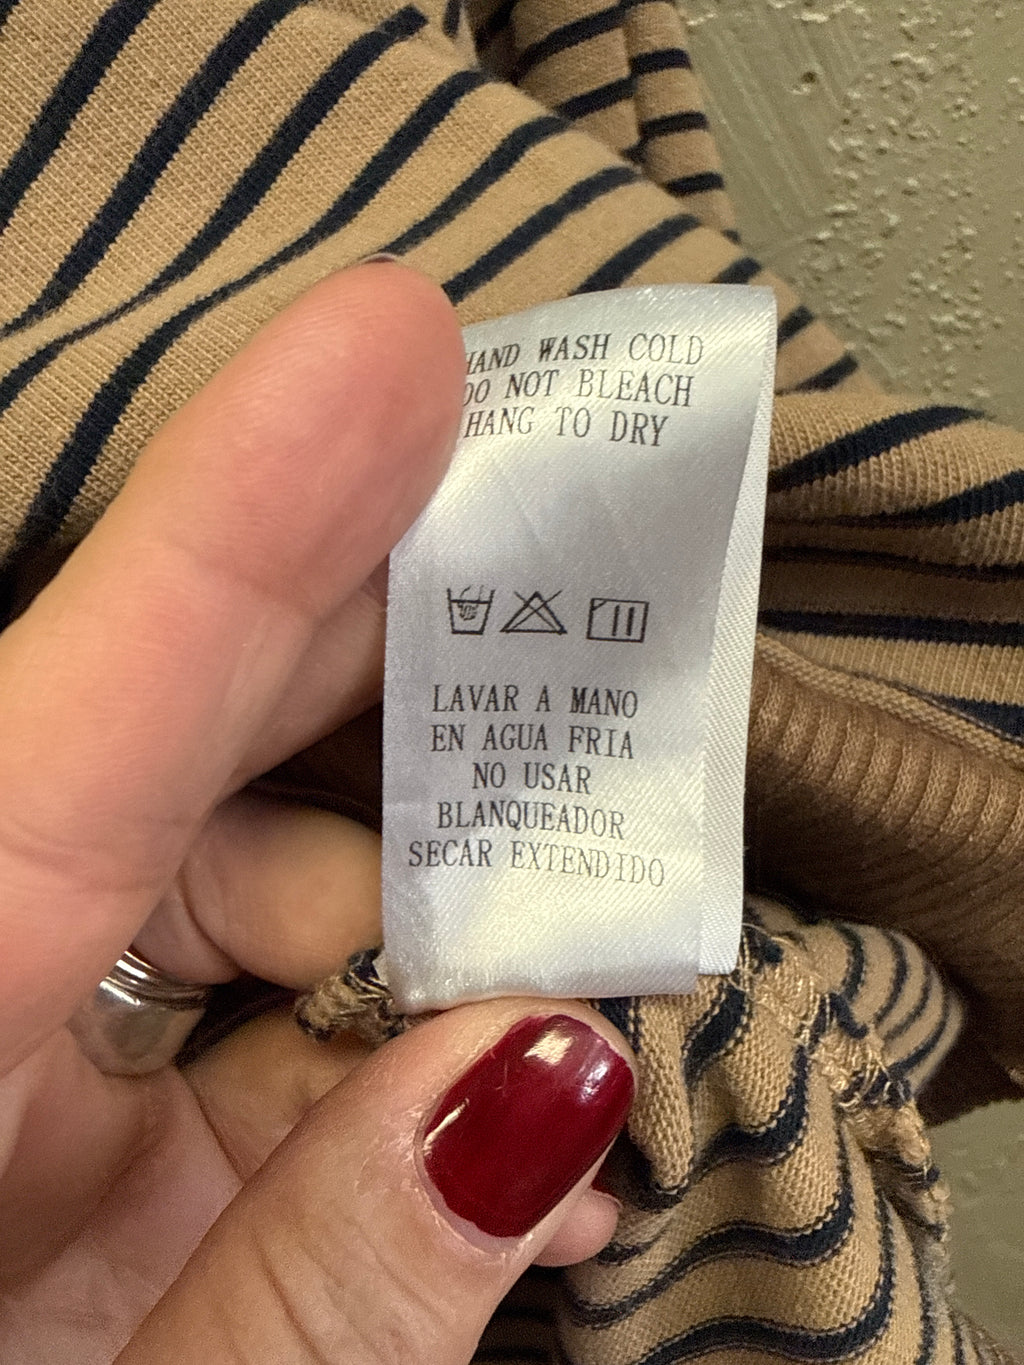 HAND WASH COLD
DO NOT BLEACH
HANG TO DRY
LAVAR A MANO
EN AGUA FRIA
NO USAR
BLANQUEADOR
SECAR EXTENDIDO